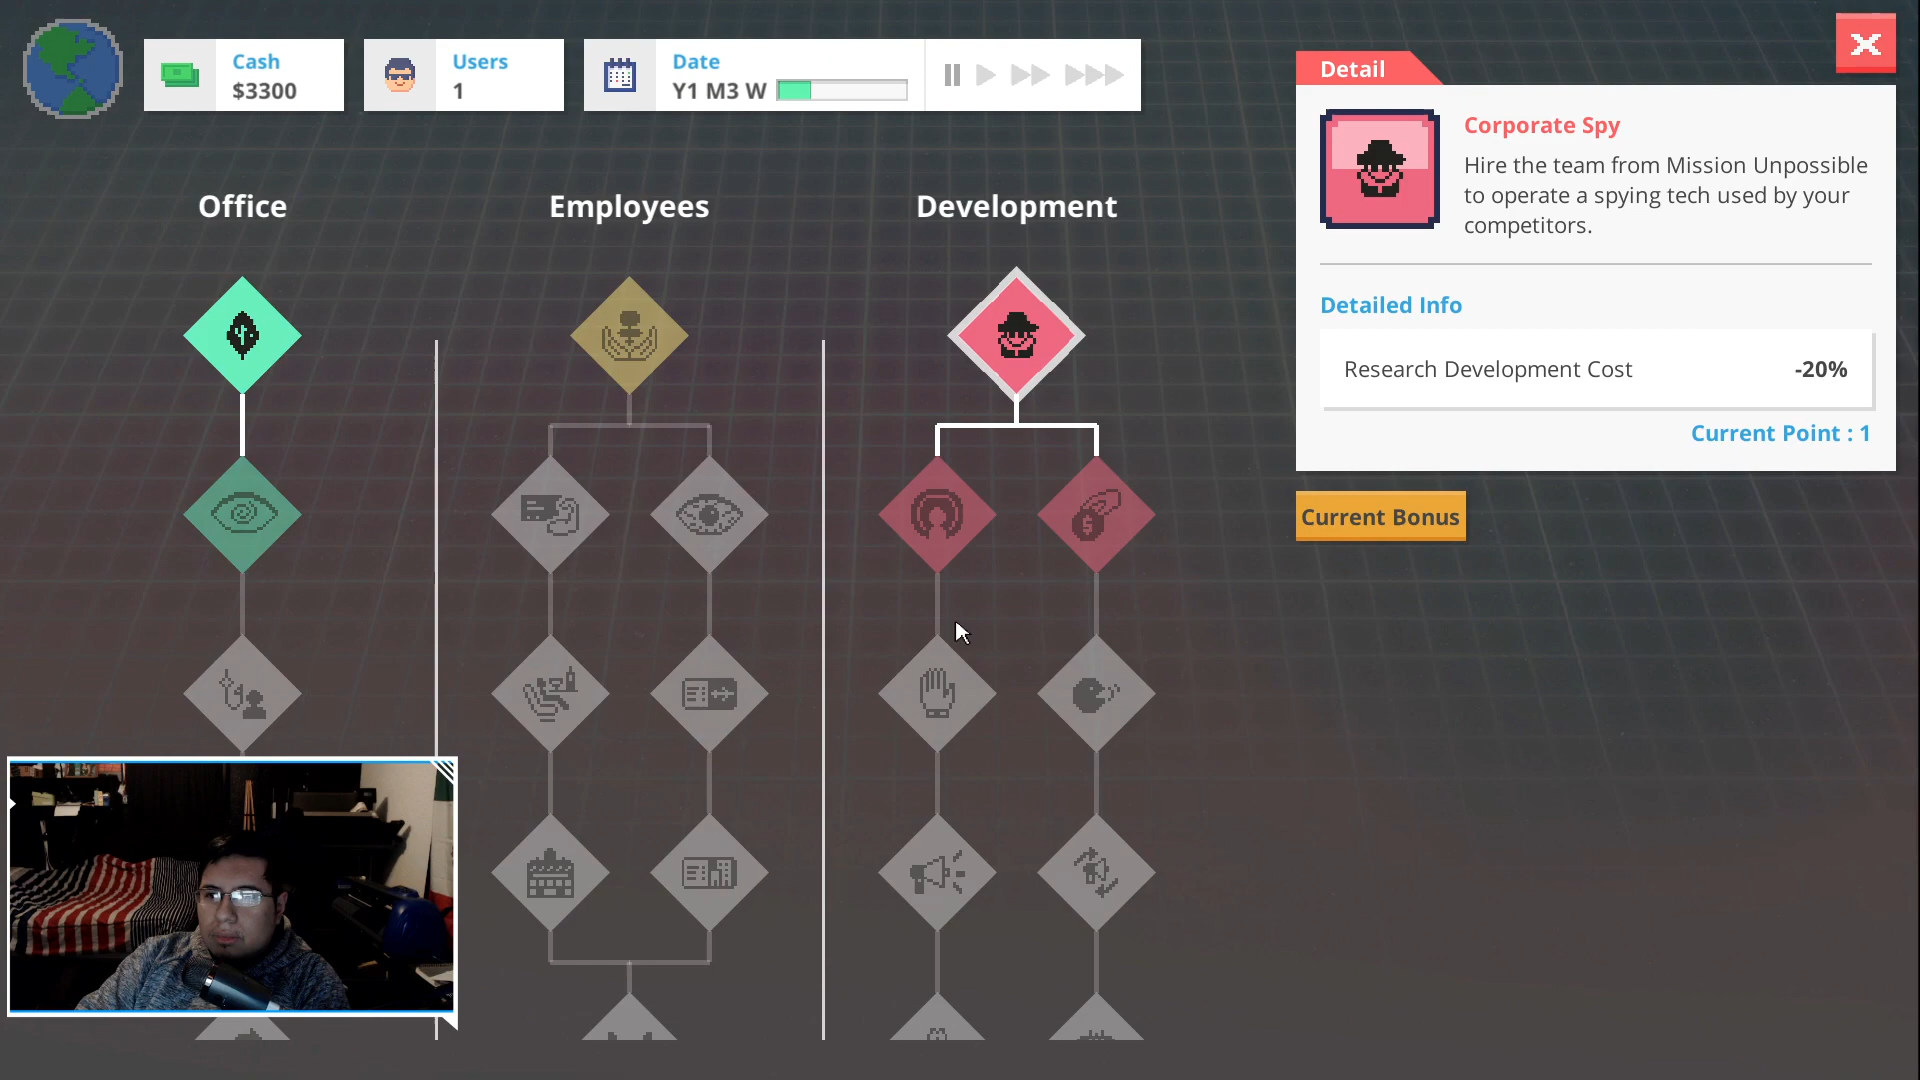 Cash
$3300
Users
1
Date
Y1 M3 W
Detail
Corporate Spy
Hire the team from Mission Unpossible
to operate a spying tech used by your
competitors.
Detailed Info
Research Development Cost -20%
Current Point : 1
Current Bonus
Office
Employees
Development